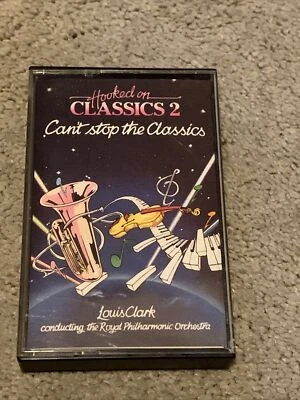 Hooked on
CLASSICS 2
Can't stop the Classics
Louis Clark
conducting the Royal Philharmonic Orchestra